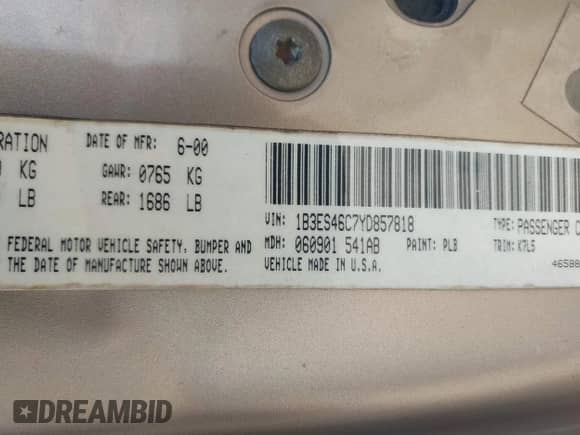 RATION DATE OF MFR: 6-00
KG GAWR: 0765 KG
LB REAR: 1686 LB
VIN: 1B3ES46C7YD857818 TYPE: PASSENGER
FEDERAL MOTOR VEHICLE SAFETY, BUMPER AND MDH: 060901 541AB PAINT: PLB TRIM: K7L5
THE DATE OF MANUFACTURE SHOWN ABOVE. VEHICLE MADE IN U.S.A. 46588
DREAMBID